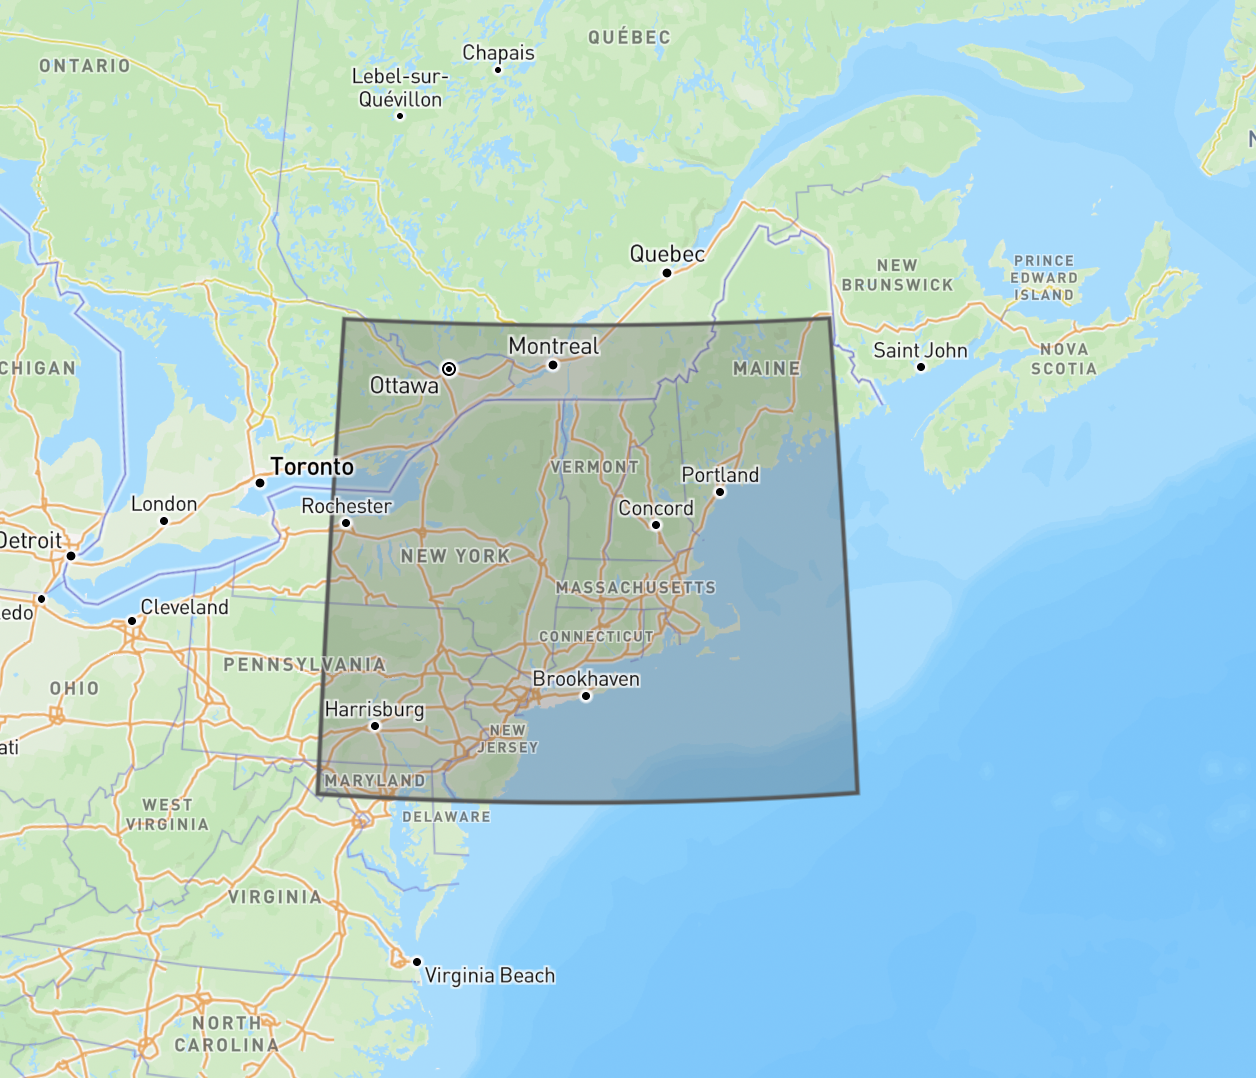 QUÉBEC
Chapais
ONTARIO
Lebel-sur-
Quévillon
Quebec
NEW
BRUNSWICK
PRINCE
EDWARD
ISLAND
Montreal
Saint John
NOVA
SCOTIA
CHIGAN
Ottawa
MAINE
Toronto
VERMONT
Portland
London
Rochester
Concord
Detroit
NEW YORK
MASSACHUSETTS
edo
Cleveland
CONNECTICUT
PENNSYLVANIA
Brookhaven
OHIO
Harrisburg
NEW
JERSEY
ati
MARYLAND
WEST
VIRGINIA
DELAWARE
VIRGINIA
Virginia Beach
NORTH
CAROLINA